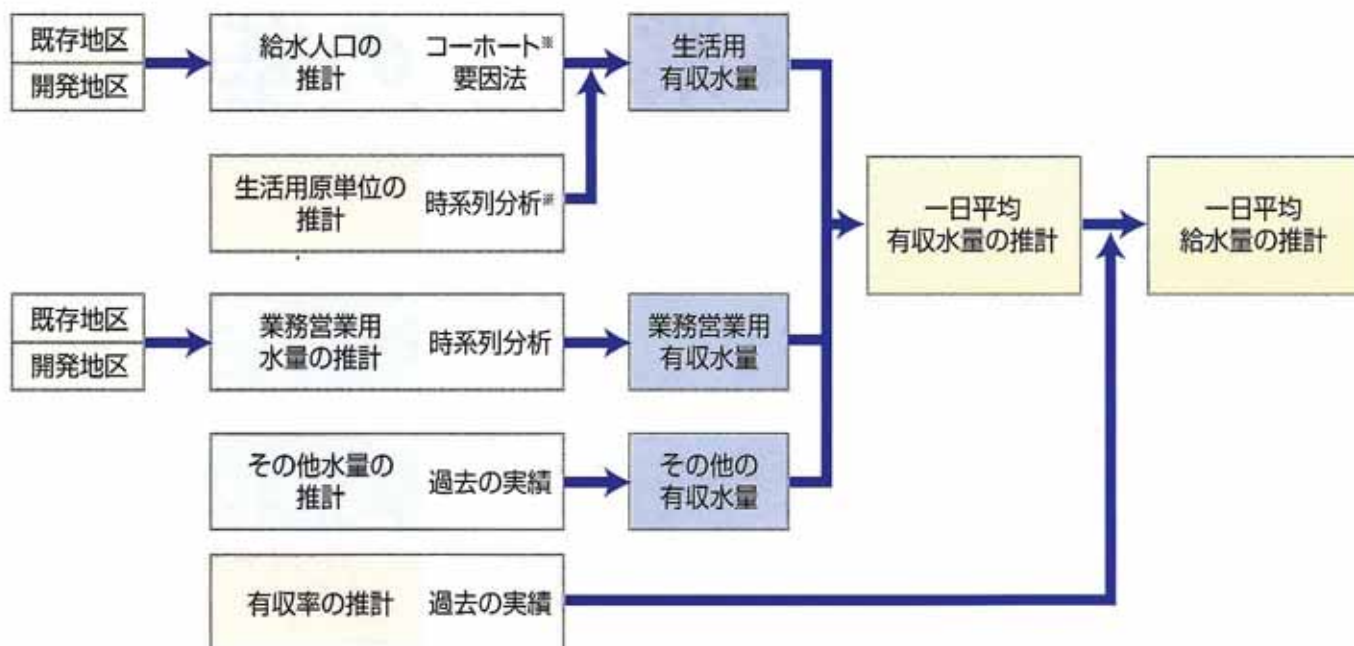 既存地区
開発地区
給水人口の
推計
コーホート※
要因法
生活用
有収水量
生活用原単位の
推計
時系列分析※
一日平均
有収水量の推計
一日平均
給水量の推計
既存地区
開発地区
業務営業用
水量の推計
時系列分析
業務営業用
有収水量
その他水量の
推計
過去の実績
その他の
有収水量
有収率の推計
過去の実績